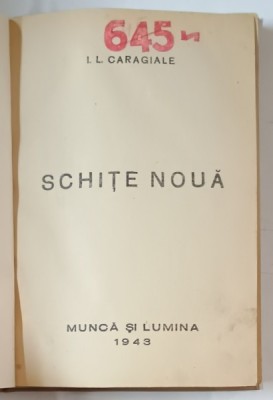 645
I. L. CARAGIALE
SCHIȚE NOUĂ
MUNCĂ ȘI LUMINA
1943